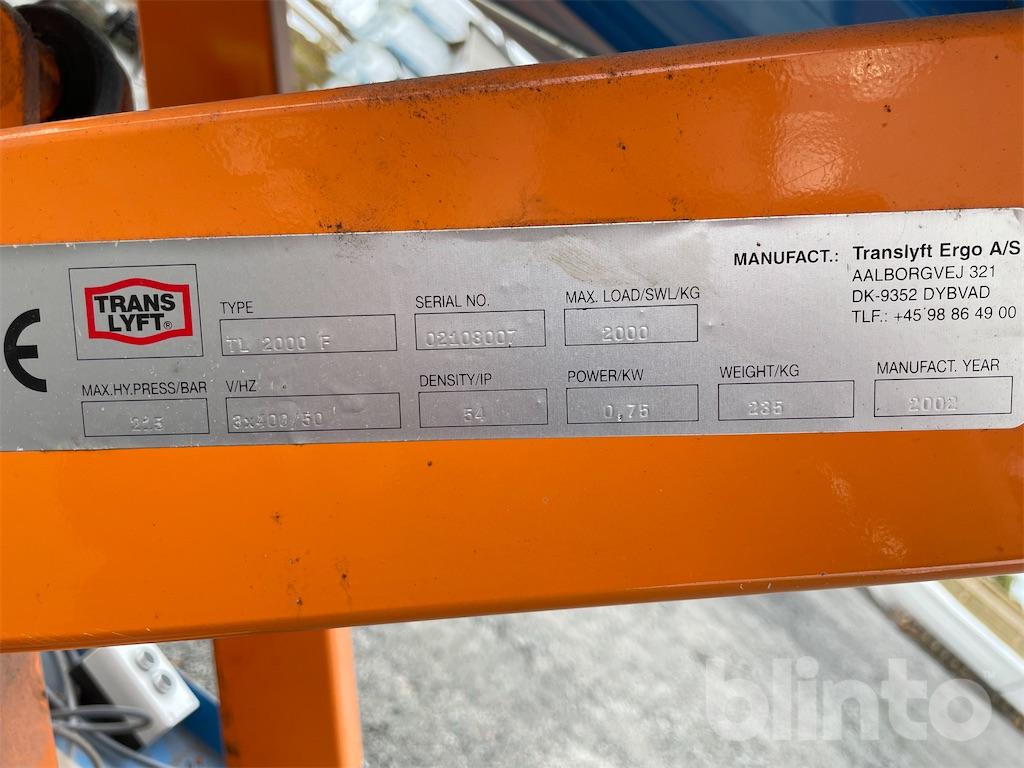 MANUFACT.: Translyft Ergo A/S
AALBORGVEJ 321
DK-9352 DYBVAD
TLF.: +45 98 86 49 00
CE
TRANS
LYFT®
TYPE
TL 2000 F
SERIAL NO.
02108007
MAX. LOAD/SWL/KG
2000
MAX.HY.PRESS/BAR
215
V/HZ
3x400/50
DENSITY/IP
54
POWER/KW
0,75
WEIGHT/KG
235
MANUFACT. YEAR
2002
blinto